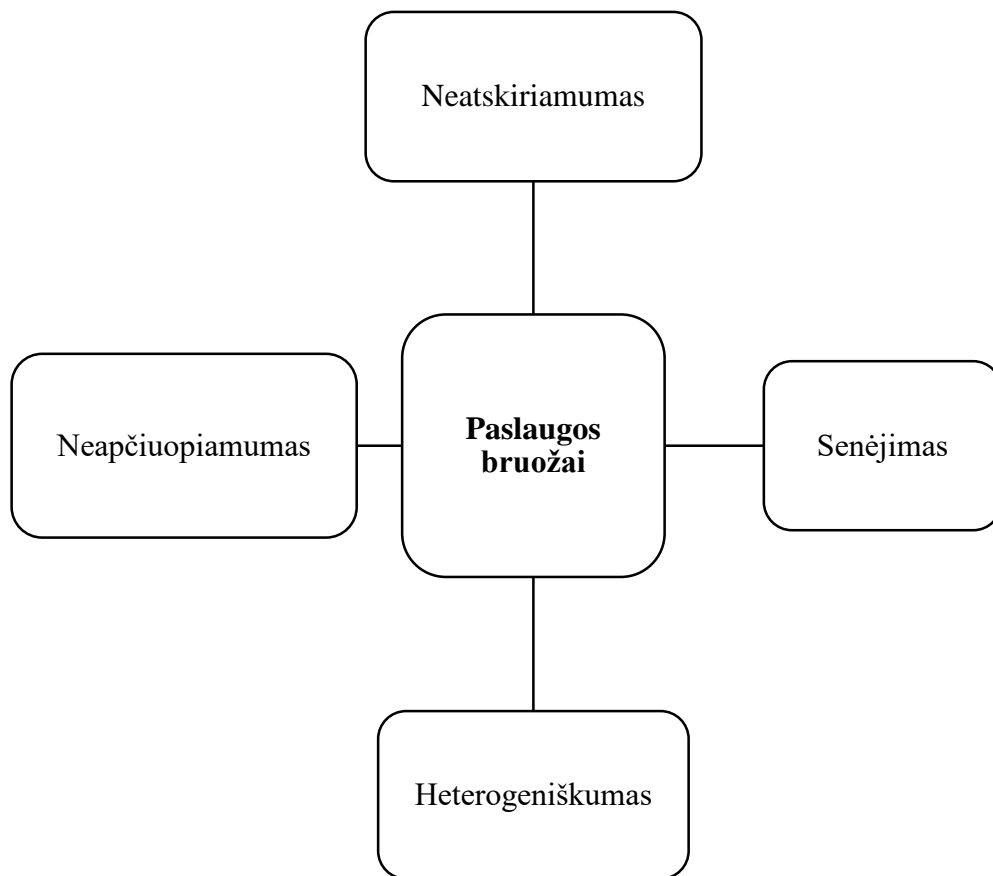 Neatskiriamumas
Neapčiuopiamumas
Paslaugos
bruožai
Senėjimas
Heterogeniškumas